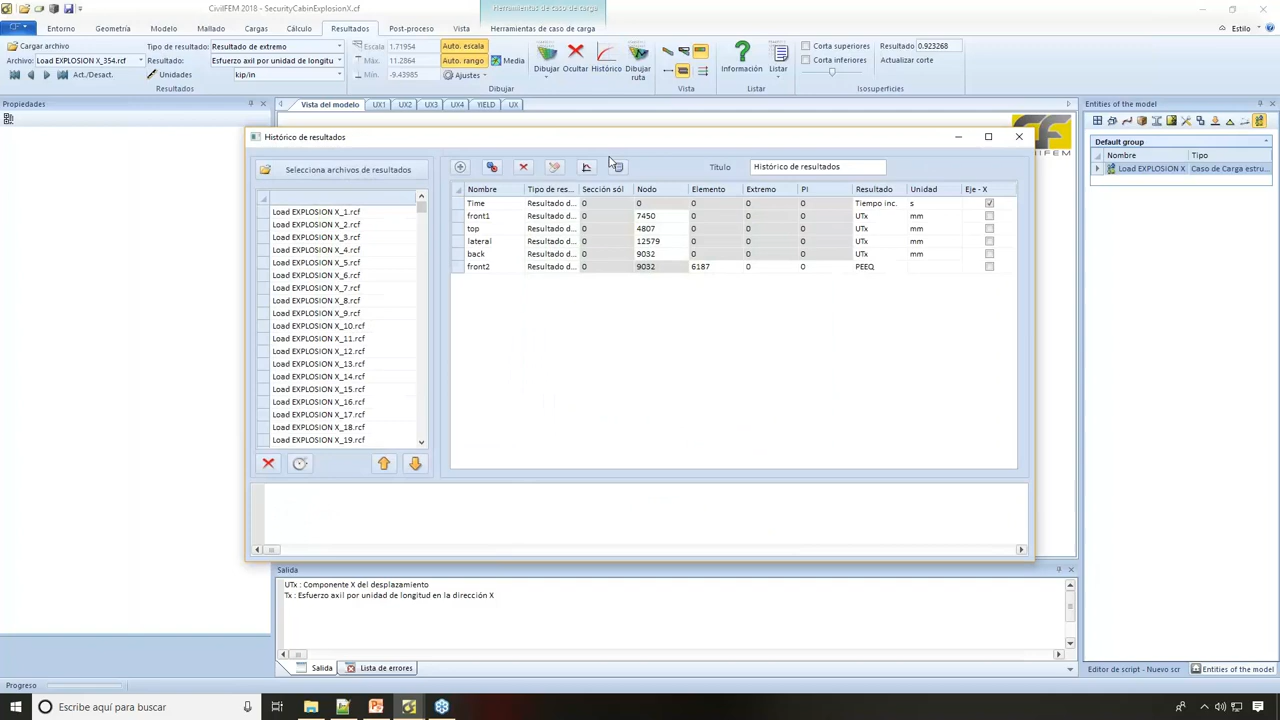 CivilFEM 2018 - SecurityCabinExplosionX.cf
Herramientas de caso de carga
CF
Entorno
Geometría
Modelo
Mallado
Cargas
Cálculo
Resultados
Post-proceso
Vista
Herramientas de caso de carga
Estilo
Cargar archivo
Tipo de resultado: Resultado de extremo
Escala 1.71954
Auto. escala
Corta superiores
Resultado 0.923268
Archivo: Load EXPLOSION X_354.rcf
Resultado: Esfuerzo axil por unidad de longitu
Máx. 11.2864
Auto. rango
Media
Dibujar
Ocultar
Histórico
Dibujar
ruta
Información
Listar
Corta inferiores
Actualizar corte
Act./Desact.
Unidades
kip/in
Mín. -9.43985
Ajustes
Resultados
Dibujar
Vista
Listar
Isosuperficies
Propiedades
Vista del modelo
UX1
UX2
UX3
UX4
YIELD
UX
Entities of the model
Default group
Nombre
Tipo
Load EXPLOSION X
Caso de Carga estru
Histórico de resultados
Selecciona archivos de resultados
Título
Histórico de resultados
Nombre Tipo de res... Sección sól Nodo Elemento Extremo PI Resultado Unidad Eje - X
Time Resultado d... 0 0 0 0 0 Tiempo inc. s
front1 Resultado d... 0 7450 0 0 0 UTx mm
top Resultado d... 0 4807 0 0 0 UTx mm
lateral Resultado d... 0 12579 0 0 0 UTx mm
back Resultado d... 0 9032 0 0 0 UTx mm
front2 Resultado d... 0 9032 6187 0 0 PEEQ
Load EXPLOSION X_1.rcf
Load EXPLOSION X_2.rcf
Load EXPLOSION X_3.rcf
Load EXPLOSION X_4.rcf
Load EXPLOSION X_5.rcf
Load EXPLOSION X_6.rcf
Load EXPLOSION X_7.rcf
Load EXPLOSION X_8.rcf
Load EXPLOSION X_9.rcf
Load EXPLOSION X_10.rcf
Load EXPLOSION X_11.rcf
Load EXPLOSION X_12.rcf
Load EXPLOSION X_13.rcf
Load EXPLOSION X_14.rcf
Load EXPLOSION X_15.rcf
Load EXPLOSION X_16.rcf
Load EXPLOSION X_17.rcf
Load EXPLOSION X_18.rcf
Load EXPLOSION X_19.rcf
Salida
UTx : Componente X del desplazamiento
Tx : Esfuerzo axil por unidad de longitud en la dirección X
Salida
Lista de errores
Editor de script - Nuevo scr
Entities of the model
Progreso
Escribe aquí para buscar